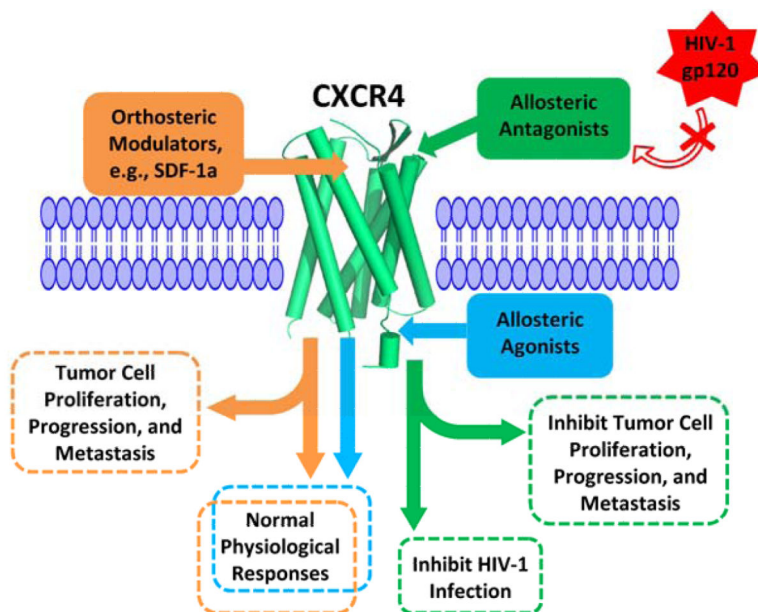 HIV-1
gp120
CXCR4
Orthosteric
Modulators,
e.g., SDF-1a
Allosteric
Antagonists
Allosteric
Agonists
Tumor Cell
Proliferation,
Progression, and
Metastasis
Inhibit Tumor Cell
Proliferation,
Progression, and
Metastasis
Normal
Physiological
Responses
Inhibit HIV-1
Infection